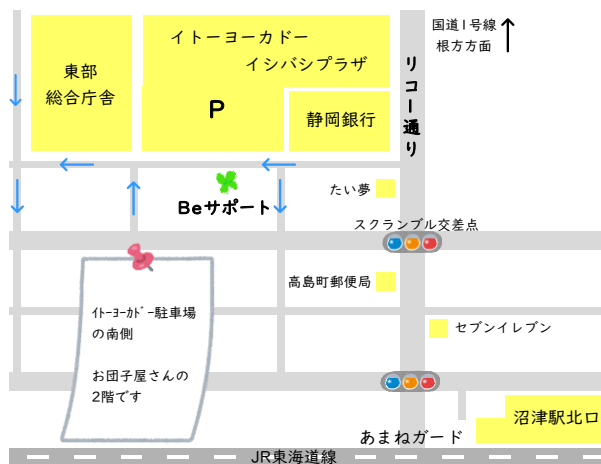 国道1号線
根方方面
イトーヨーカドー
イシバシプラザ
東部
総合庁舎
P
静岡銀行
リコー通り
たい夢
Beサポート
スクランブル交差点
高島町郵便局
ｲﾄｰﾖｰｶﾄﾞｰ駐車場
の南側
お団子屋さんの
2階です
セブンイレブン
沼津駅北口
あまねガード
JR東海道線